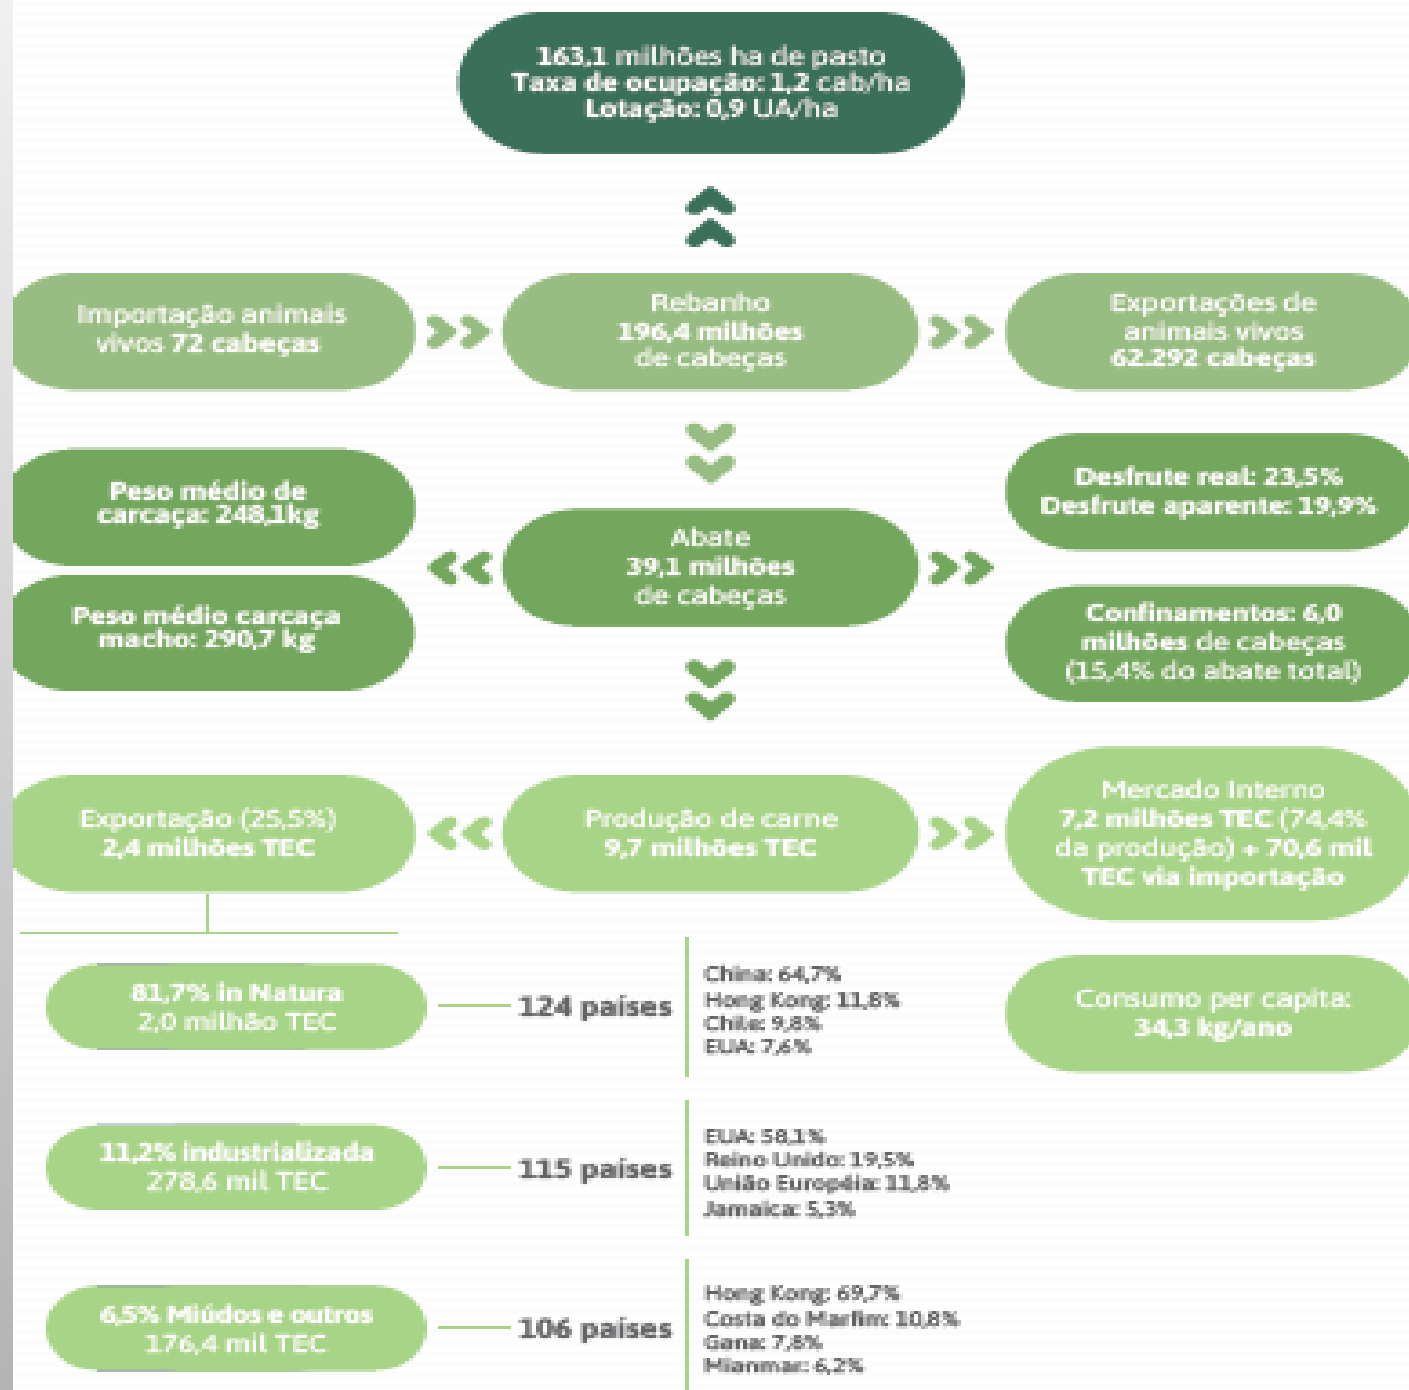 163,1 milhões ha de pasto
Taxa de ocupação: 1,2 cab/ha
Lotação: 0,9 UA/ha
Importação animais
vivos 72 cabeças
Rebanho
196,4 milhões
de cabeças
Exportações de
animais vivos
62.292 cabeças
Peso médio de
carcaça: 248,1kg
Peso médio carcaça
macho: 290,7 kg
Abate
39,1 milhões
de cabeças
Desfrute real: 23,5%
Desfrute aparente: 19,9%
Confinamentos: 6,0
milhões de cabeças
(15,4% do abate total)
Exportação (25,5%)
2,4 milhões TEC
Produção de carne
9,7 milhões TEC
Mercado Interno
7,2 milhões TEC (74,4%
da produção) + 70,6 mil
TEC via importação
81,7% in Natura
2,0 milhão TEC
124 países
China: 64,7%
Hong Kong: 11,8%
Chile: 9,8%
EUA: 7,6%
Consumo per capita:
34,3 kg/ano
11,2% industrializada
278,6 mil TEC
115 países
EUA: 58,1%
Reino Unido: 19,5%
União Européia: 11,8%
Jamaica: 5,3%
6,5% Miúdos e outros
176,4 mil TEC
106 países
Hong Kong: 69,7%
Costa do Marfim: 10,8%
Gana: 7,8%
Mianmar: 6,2%